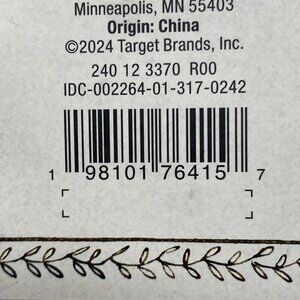 Minneapolis, MN 55403
Origin: China
©2024 Target Brands, Inc.
240 12 3370 R00
IDC-002264-01-317-0242
1 98101 76415 7